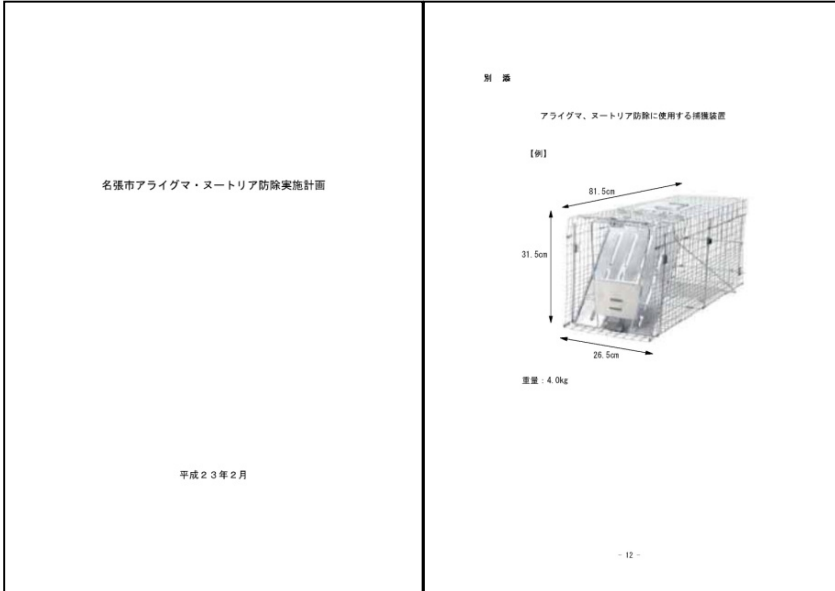 名張市アライグマ・ヌートリア防除実施計画
平成２３年２月
別　添
アライグマ、ヌートリア防除に使用する捕獲装置
【例】
81.5cm
31.5cm
26.5cm
重量：4.0kg
- 12 -